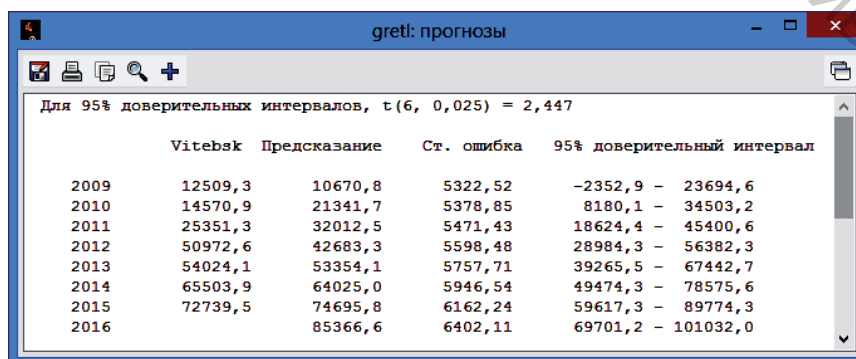 gretl: прогнозы
Для 95% доверительных интервалов, t(6, 0,025) = 2,447
Vitebsk Предсказание Ст. ошибка 95% доверительный интервал
2009 12509,3 10670,8 5322,52 -2352,9 - 23694,6
2010 14570,9 21341,7 5378,85 8180,1 - 34503,2
2011 25351,3 32012,5 5471,43 18624,4 - 45400,6
2012 50972,6 42683,3 5598,48 28984,3 - 56382,3
2013 54024,1 53354,1 5757,71 39265,5 - 67442,7
2014 65503,9 64025,0 5946,54 49474,3 - 78575,6
2015 72739,5 74695,8 6162,24 59617,3 - 89774,3
2016 85366,6 6402,11 69701,2 - 101032,0